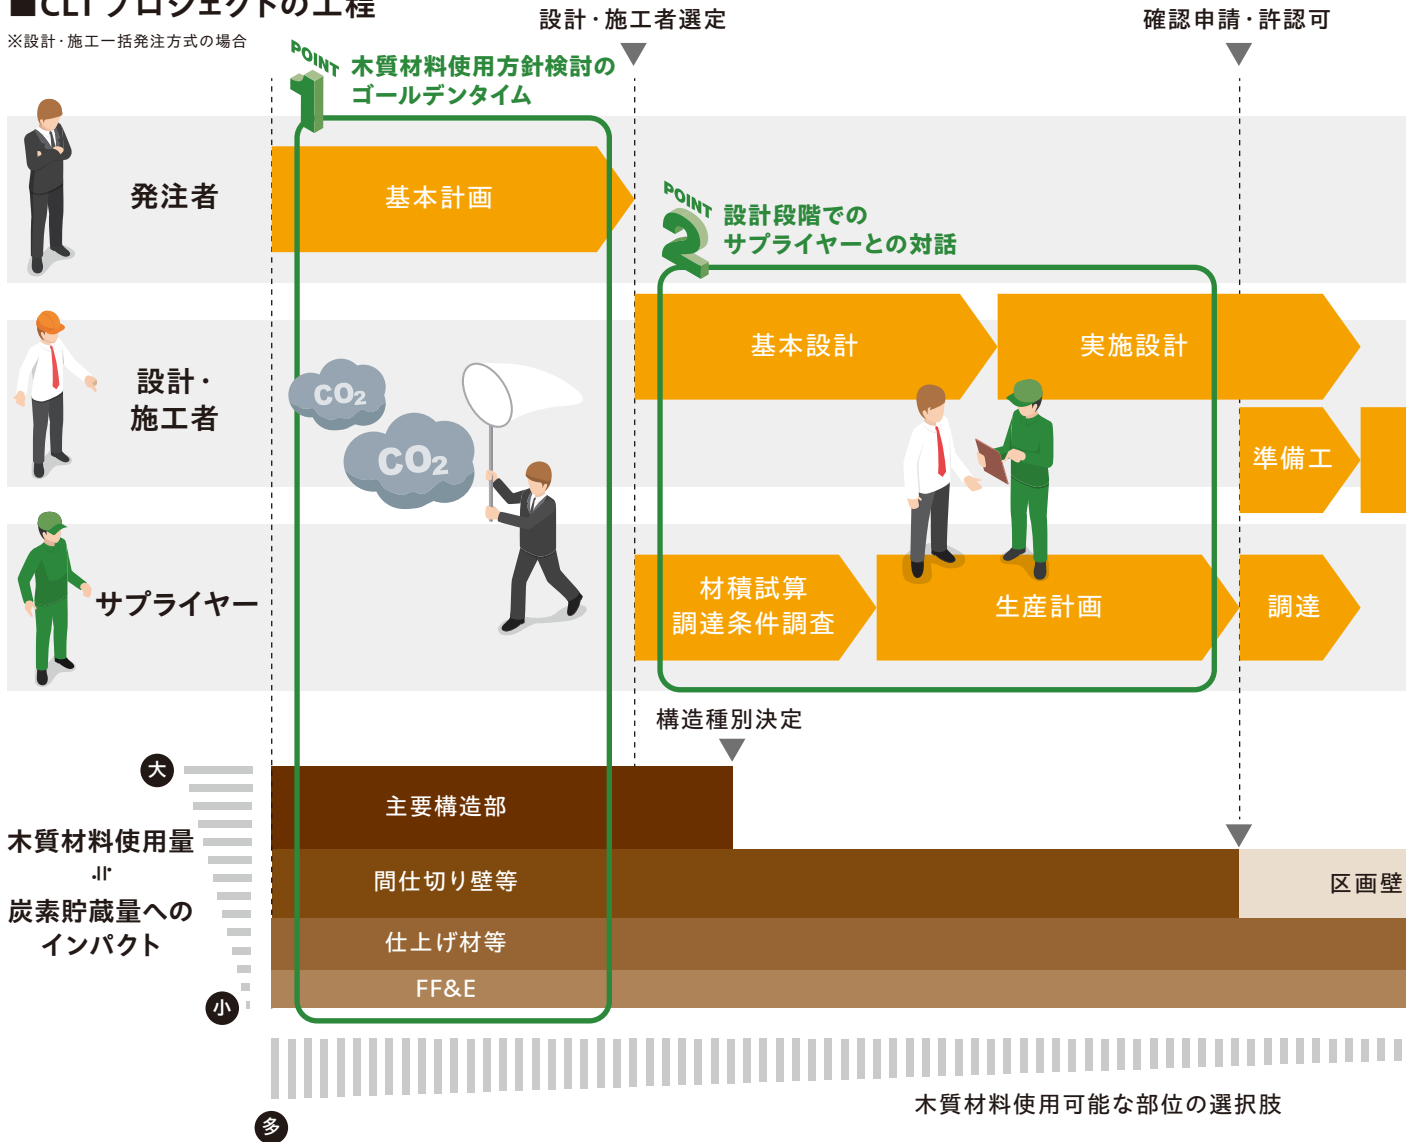 ■CLTプロジェクトの工程
※設計・施工一括発注方式の場合
設計・施工者選定
確認申請・許認可
POINT
1
木質材料使用方針検討の
ゴールデンタイム
発注者
基本計画
POINT
2
設計段階での
サプライヤーとの対話
設計・
施工者
基本設計
実施設計
準備工
CO₂
CO₂
サプライヤー
材積試算
調達条件調査
生産計画
調達
構造種別決定
大
木質材料使用量
≒
炭素貯蔵量への
インパクト
小
主要構造部
間仕切り壁等
区画壁
仕上げ材等
FF&E
木質材料使用可能な部位の選択肢
多